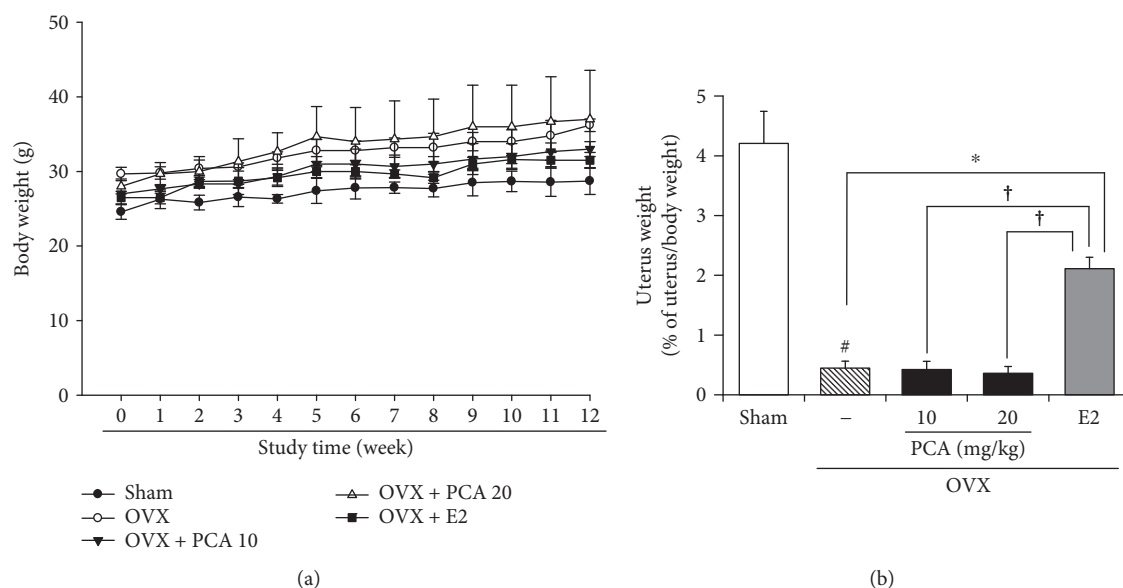 50
40
30
20
10
0
Body weight (g)
0 1 2 3 4 5 6 7 8 9 10 11 12
Study time (week)
Sham
OVX
OVX + PCA 10
OVX + PCA 20
OVX + E2
(a)
5
4
3
2
1
0
Uterus weight
(% of uterus/body weight)
*
†
†
#
Sham – 10 20 E2
PCA (mg/kg)
OVX
(b)